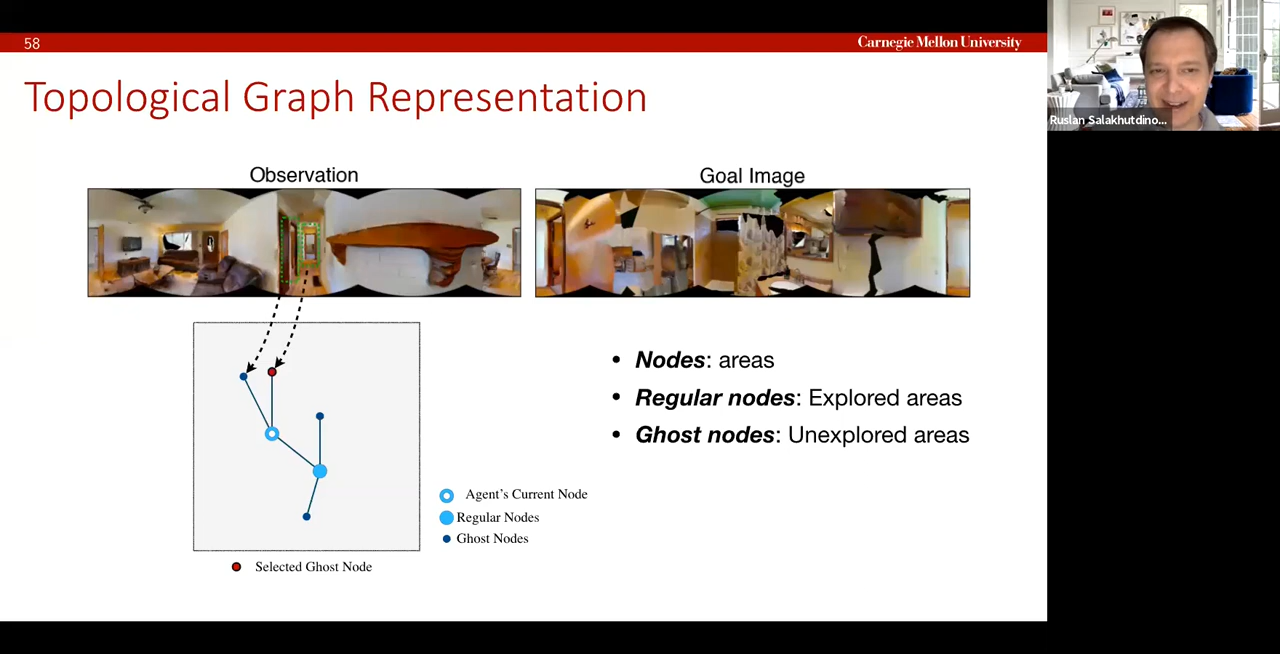 58
Carnegie Mellon University
Ruslan Salakhutdino...
Topological Graph Representation
Observation
Goal Image
• Nodes: areas
• Regular nodes: Explored areas
• Ghost nodes: Unexplored areas
Agent's Current Node
Regular Nodes
Ghost Nodes
Selected Ghost Node